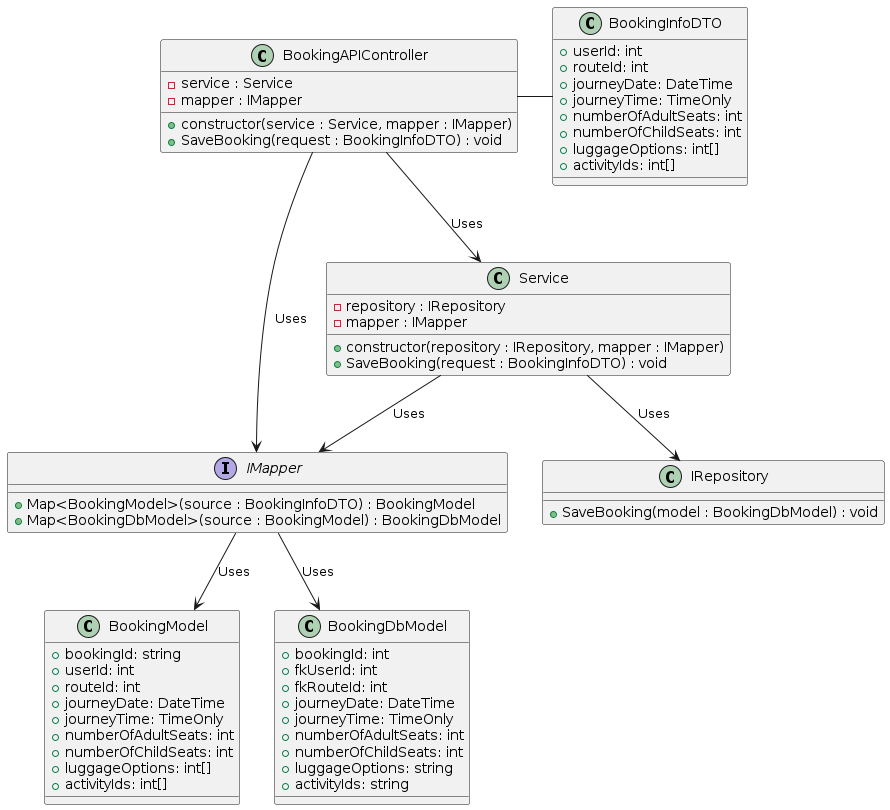 C BookingAPIController
service : Service
mapper : IMapper
constructor(service : Service, mapper : IMapper)
SaveBooking(request : BookingInfoDTO) : void
C BookingInfoDTO
userId: int
routeId: int
journeyDate: DateTime
journeyTime: TimeOnly
numberOfAdultSeats: int
numberOfChildSeats: int
luggageOptions: int[]
activityIds: int[]
Uses
Uses
C Service
repository : IRepository
mapper : IMapper
constructor(repository : IRepository, mapper : IMapper)
SaveBooking(request : BookingInfoDTO) : void
Uses
Uses
I IMapper
Map<BookingModel>(source : BookingInfoDTO) : BookingModel
Map<BookingDbModel>(source : BookingModel) : BookingDbModel
C IRepository
SaveBooking(model : BookingDbModel) : void
Uses
Uses
C BookingModel
bookingId: string
userId: int
routeId: int
journeyDate: DateTime
journeyTime: TimeOnly
numberOfAdultSeats: int
numberOfChildSeats: int
luggageOptions: int[]
activityIds: int[]
C BookingDbModel
bookingId: int
fkUserId: int
fkRouteId: int
journeyDate: DateTime
journeyTime: TimeOnly
numberOfAdultSeats: int
numberOfChildSeats: int
luggageOptions: string
activityIds: string